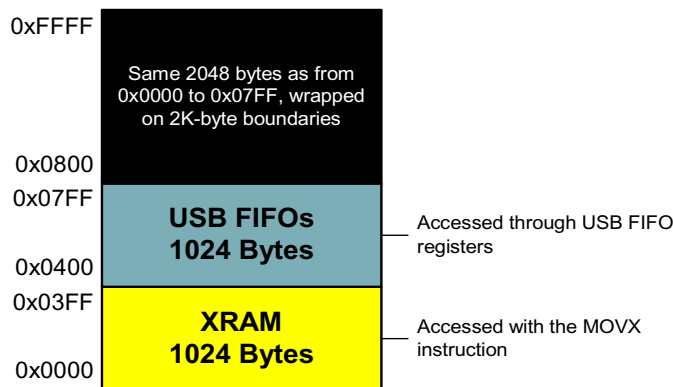 0xFFFF
Same 2048 bytes as from
0x0000 to 0x07FF, wrapped
on 2K-byte boundaries
0x0800
0x07FF
USB FIFOs
1024 Bytes
Accessed through USB FIFO
registers
0x0400
0x03FF
XRAM
1024 Bytes
Accessed with the MOVX
instruction
0x0000